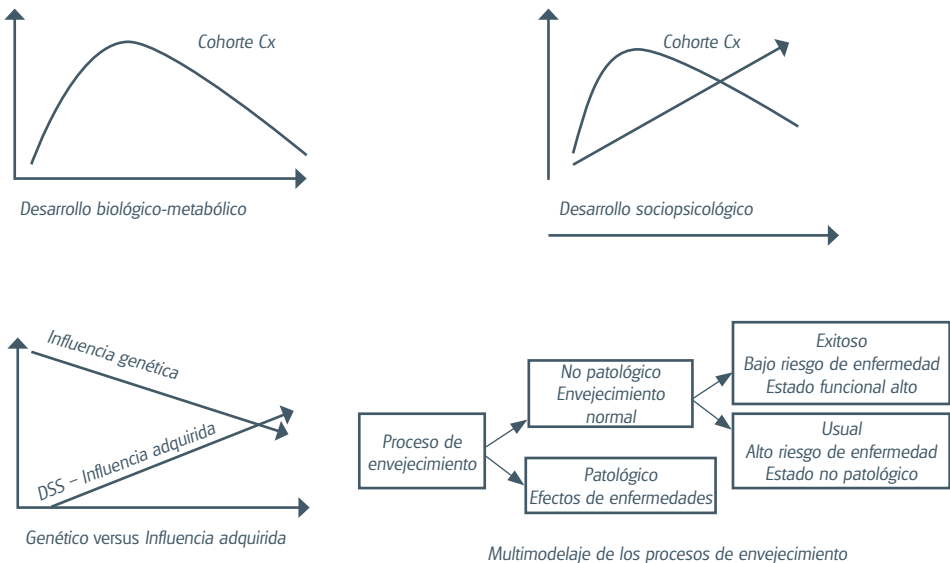 Cohorte Cx
Desarrollo biológico-metabólico
Cohorte Cx
Desarrollo sociopsicológico
Influencia genética
DSS – Influencia adquirida
Genético versus Influencia adquirida
Proceso de
envejecimiento
No patológico
Envejecimiento
normal
Patológico
Efectos de enfermedades
Exitoso
Bajo riesgo de enfermedad
Estado funcional alto
Usual
Alto riesgo de enfermedad
Estado no patológico
Multimodelaje de los procesos de envejecimiento